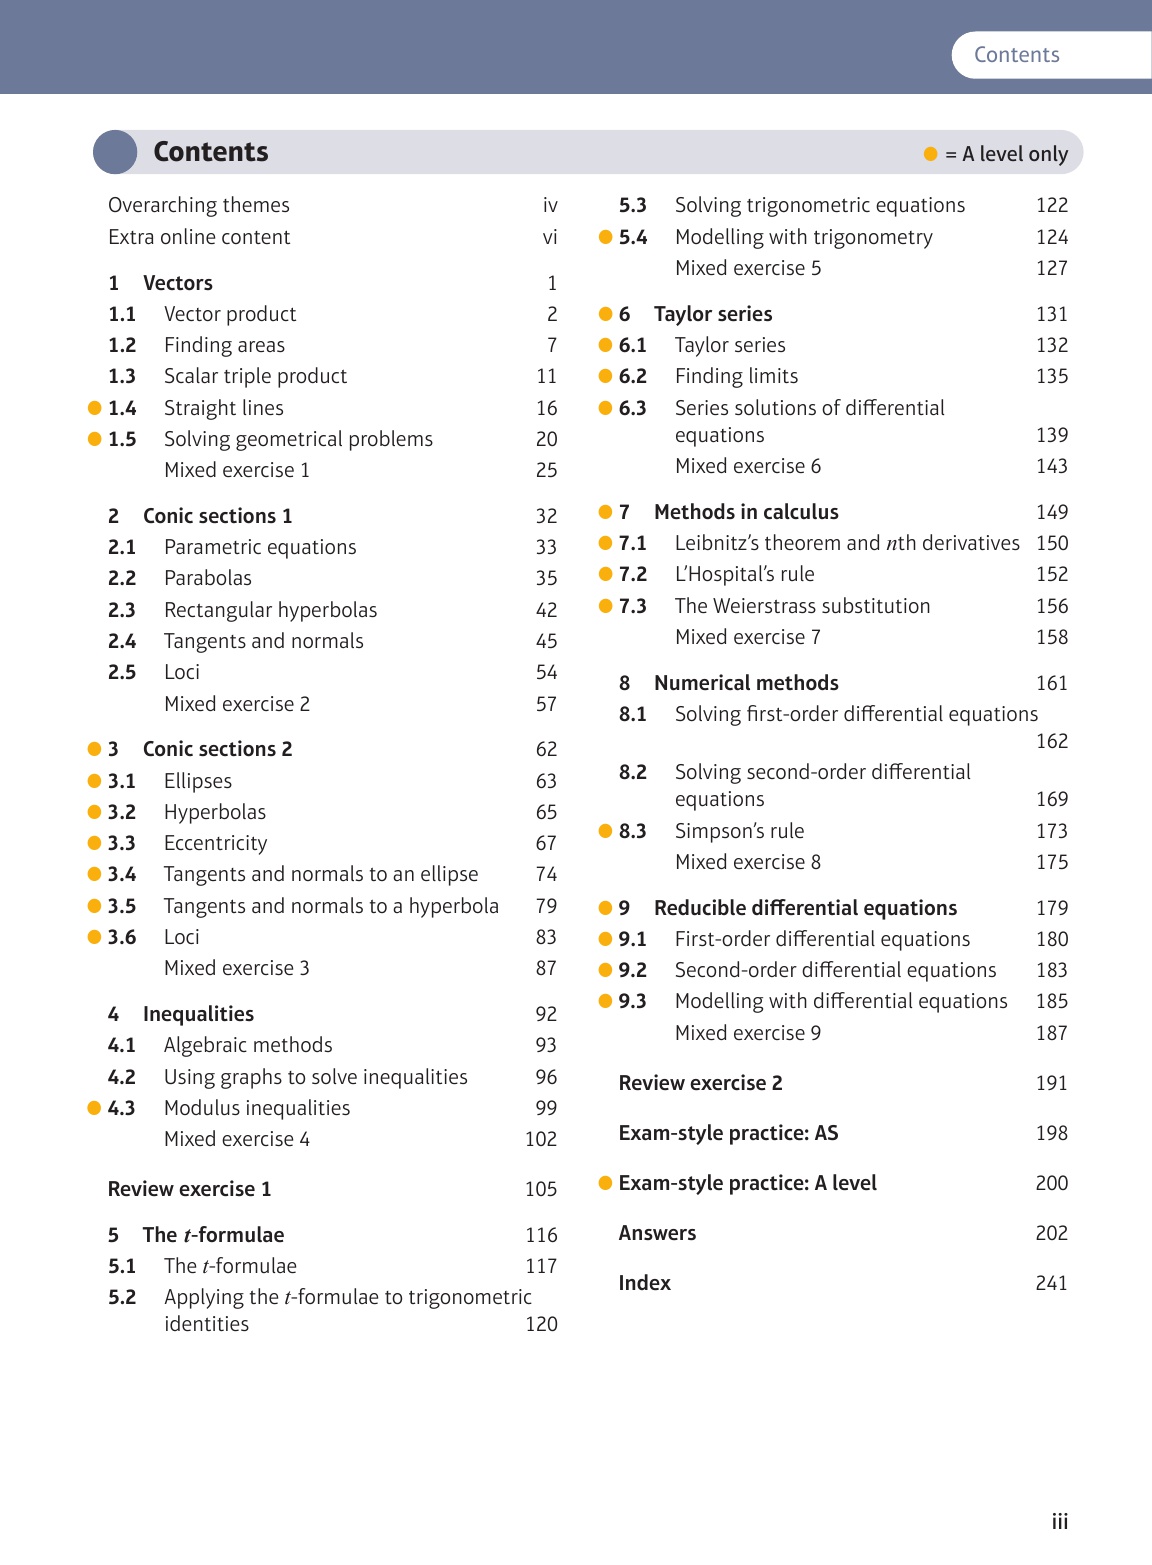 Contents
Contents
● = A level only
Overarching themes iv
Extra online content vi
1 Vectors 1
1.1 Vector product 2
1.2 Finding areas 7
1.3 Scalar triple product 11
● 1.4 Straight lines 16
● 1.5 Solving geometrical problems 20
Mixed exercise 1 25
2 Conic sections 1 32
2.1 Parametric equations 33
2.2 Parabolas 35
2.3 Rectangular hyperbolas 42
2.4 Tangents and normals 45
2.5 Loci 54
Mixed exercise 2 57
● 3 Conic sections 2 62
● 3.1 Ellipses 63
● 3.2 Hyperbolas 65
● 3.3 Eccentricity 67
● 3.4 Tangents and normals to an ellipse 74
● 3.5 Tangents and normals to a hyperbola 79
● 3.6 Loci 83
Mixed exercise 3 87
4 Inequalities 92
4.1 Algebraic methods 93
4.2 Using graphs to solve inequalities 96
● 4.3 Modulus inequalities 99
Mixed exercise 4 102
Review exercise 1 105
5 The t-formulae 116
5.1 The t-formulae 117
5.2 Applying the t-formulae to trigonometric
identities 120
5.3 Solving trigonometric equations 122
● 5.4 Modelling with trigonometry 124
Mixed exercise 5 127
● 6 Taylor series 131
● 6.1 Taylor series 132
● 6.2 Finding limits 135
● 6.3 Series solutions of differential
equations 139
Mixed exercise 6 143
● 7 Methods in calculus 149
● 7.1 Leibnitz’s theorem and nth derivatives 150
● 7.2 L’Hospital’s rule 152
● 7.3 The Weierstrass substitution 156
Mixed exercise 7 158
8 Numerical methods 161
8.1 Solving first-order differential equations
162
8.2 Solving second-order differential
equations 169
● 8.3 Simpson’s rule 173
Mixed exercise 8 175
● 9 Reducible differential equations 179
● 9.1 First-order differential equations 180
● 9.2 Second-order differential equations 183
● 9.3 Modelling with differential equations 185
Mixed exercise 9 187
Review exercise 2 191
Exam-style practice: AS 198
● Exam-style practice: A level 200
Answers 202
Index 241
iii